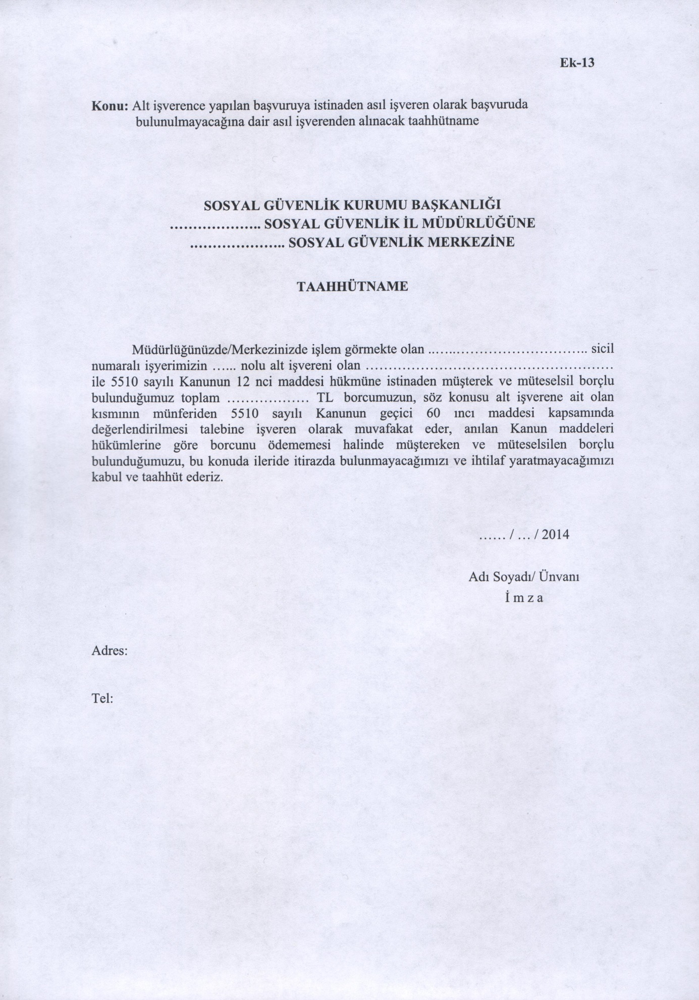 Ek-13
Konu: Alt işverence yapılan başvuruya istinaden asıl işveren olarak başvuruda
bulunulmayacağına dair asıl işverenden alınacak taahhütname
SOSYAL GÜVENLİK KURUMU BAŞKANLIĞI
.................... SOSYAL GÜVENLİK İL MÜDÜRLÜĞÜNE
..................... SOSYAL GÜVENLİK MERKEZİNE
TAAHHÜTNAME
Müdürlüğünüzde/Merkezinizde işlem görmekte olan .................................... sicil
numaralı işyerimizin ...... nolu alt işvereni olan ......................................................
ile 5510 sayılı Kanunun 12 nci maddesi hükmüne istinaden müşterek ve müteselsil borçlu
bulunduğumuz toplam .................. TL borcumuzun, söz konusu alt işverene ait olan
kısmının münferiden 5510 sayılı Kanunun geçici 60 ıncı maddesi kapsamında
değerlendirilmesi talebine işveren olarak muvafakat eder, anılan Kanun maddeleri
hükümlerine göre borcunu ödememesi halinde müştereken ve müteselsilen borçlu
bulunduğumuzu, bu konuda ileride itirazda bulunmayacağımızı ve ihtilaf yaratmayacağımızı
kabul ve taahhüt ederiz.
...... / ... / 2014
Adı Soyadı/ Ünvanı
İ m z a
Adres:
Tel: